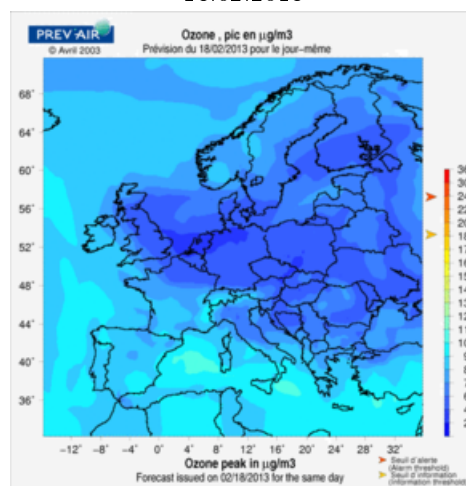 PREV'AIR
© Avril 2003
Ozone , pic en µg/m3
Prévision du 18/02/2013 pour le jour-même
68°
64°
60°
56°
52°
48°
44°
40°
36°
-12° -8° -4° 0° 4° 8° 12° 16° 20° 24° 28° 32°
Ozone peak in µg/m3
Forecast issued on 02/18/2013 for the same day
Seuil d'alerte
(Alarm threshold)
Seuil d'information
(Information threshold)